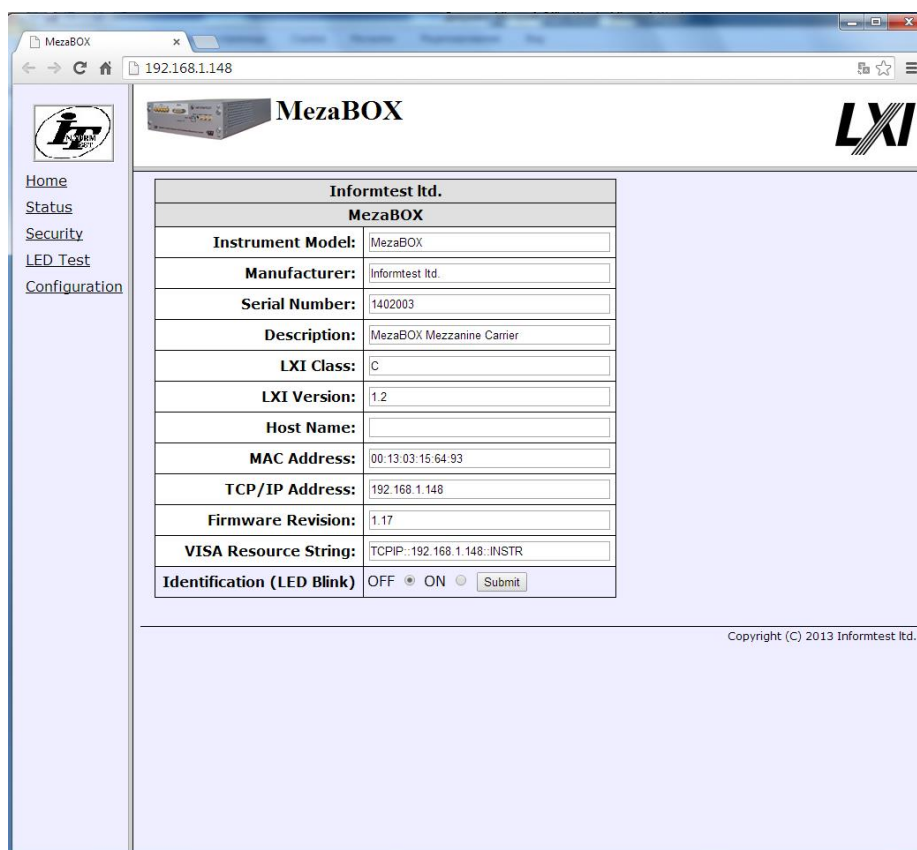 MezaBOX
192.168.1.148
MezaBOX
LXI
Home
Status
Security
LED Test
Configuration
Informtest ltd.
MezaBOX
Instrument Model: MezaBOX
Manufacturer: Informtest ltd.
Serial Number: 1402003
Description: MezaBOX Mezzanine Carrier
LXI Class: C
LXI Version: 1.2
Host Name:
MAC Address: 00:13:03:15:64:93
TCP/IP Address: 192.168.1.148
Firmware Revision: 1.17
VISA Resource String: TCPIP::192.168.1.148::INSTR
Identification (LED Blink) OFF ON Submit
Copyright (C) 2013 Informtest ltd.